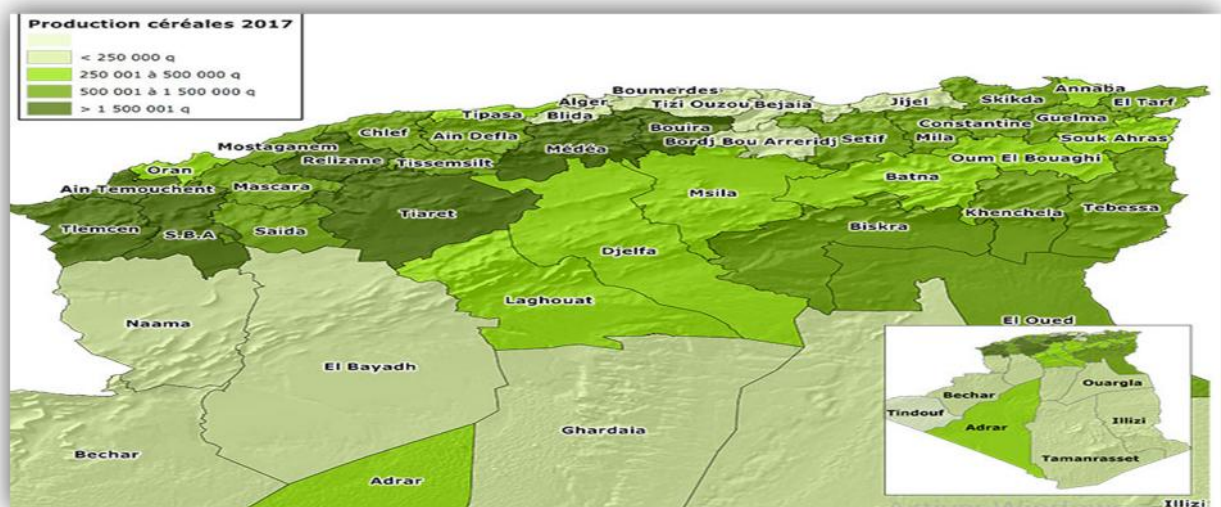 Production céréales 2017
< 250 000 q
250 001 à 500 000 q
500 001 à 1 500 000 q
> 1 500 001 q
Boumerdes
Alger
Tizi Ouzou
Bejaia
Jijel
Skikda
Annaba
El Tarf
Tipasa
Blida
Chlef
Ain Defla
Bouira
Constantine
Guelma
Mostaganem
Médéa
Bordj Bou Arreridj
Setif
Mila
Souk Ahras
Relizane
Tissemsilt
Oum El Bouaghi
Oran
Ain Temouchent
Mascara
Msila
Batna
Tlemcen
S.B.A
Saida
Tiaret
Khenchela
Tebessa
Biskra
Djelfa
Laghouat
Naama
El Oued
El Bayadh
Ghardaia
Bechar
Adrar
Illizi
Ouargla
Bechar
Tindouf
Illizi
Adrar
Tamanrasset